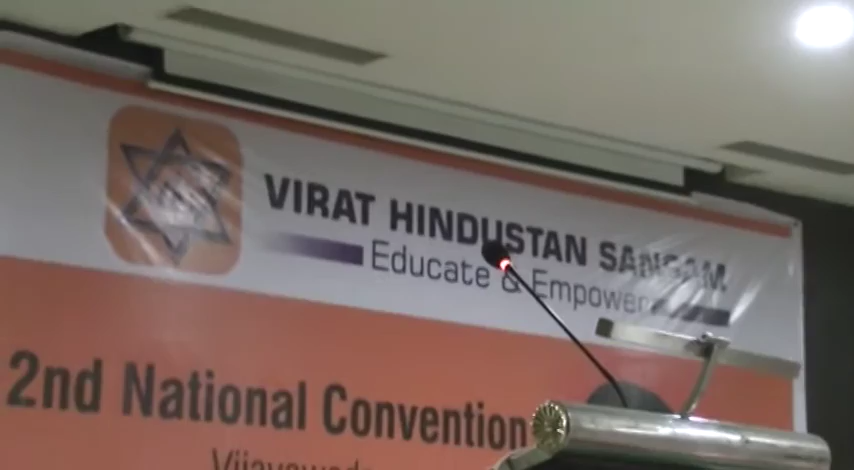 VIRAT HINDUSTAN SANGAM
Educate & Empower
2nd National Convention